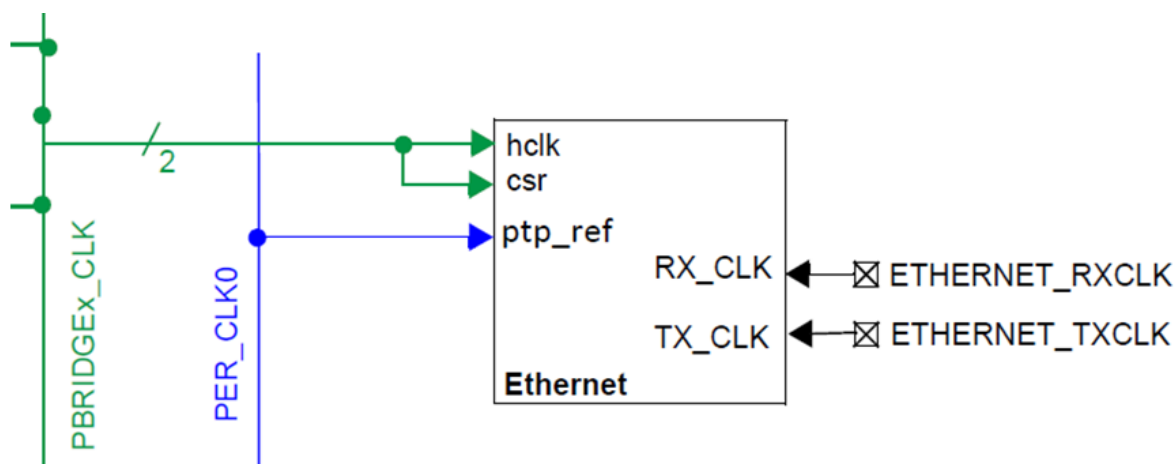 2
hclk
csr
ptp_ref
RX_CLK
ETHERNET_RXCLK
TX_CLK
ETHERNET_TXCLK
Ethernet
PBRIDGEx_CLK
PER_CLK0